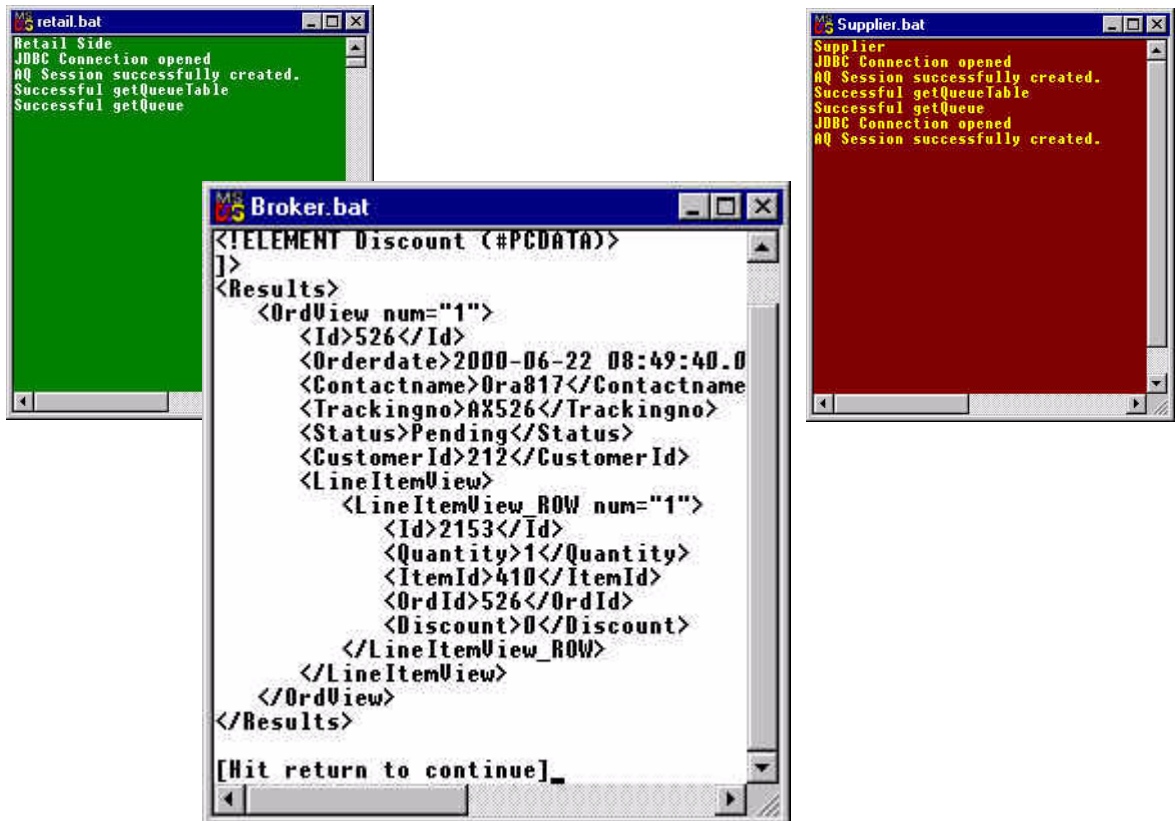 retail.bat
Retail Side
JDBC Connection opened
AQ Session successfully created.
Successful getQueueTable
Successful getQueue
Supplier.bat
Supplier
JDBC Connection opened
AQ Session successfully created.
Successful getQueueTable
Successful getQueue
JDBC Connection opened
AQ Session successfully created.
Broker.bat
<!ELEMENT Discount (#PCDATA)>
]>
<Results>
<OrdView num="1">
<Id>526</Id>
<Orderdate>2000-06-22 08:49:40.0
<Contactname>Ora817</Contactname
<Trackingno>AX526</Trackingno>
<Status>Pending</Status>
<CustomerId>212</CustomerId>
<LineItemView>
<LineItemView_ROW num="1">
<Id>2153</Id>
<Quantity>1</Quantity>
<ItemId>410</ItemId>
<OrdId>526</OrdId>
<Discount>0</Discount>
</LineItemView_ROW>
</LineItemView>
</OrdView>
</Results>
[Hit return to continue]_